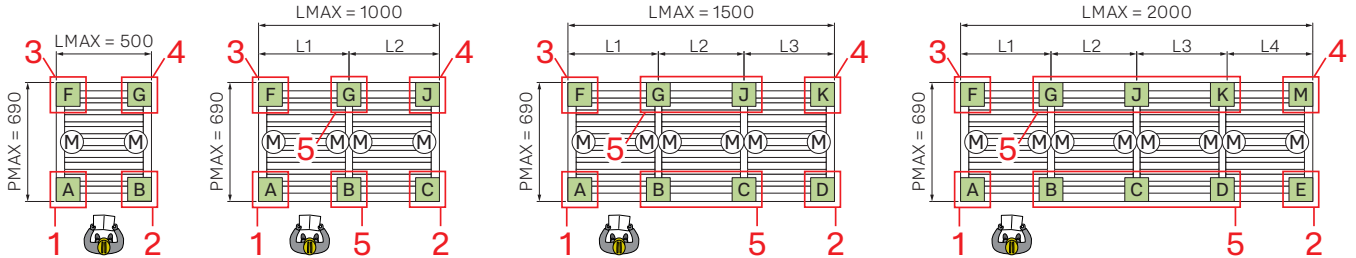 LMAX = 500
3 4
F G
PMAX = 690
M M
A B
1 2
LMAX = 1000
L1 L2
3 4
F G J
PMAX = 690
5
M M M M
A B C
1 5 2
LMAX = 1500
L1 L2 L3
3 4
F G J K
PMAX = 690
5
M M M M M M
A B C D
1 5 2
LMAX = 2000
L1 L2 L3 L4
3 4
F G J K M
PMAX = 690
5
M M M M M M M M
A B C D E
1 5 2